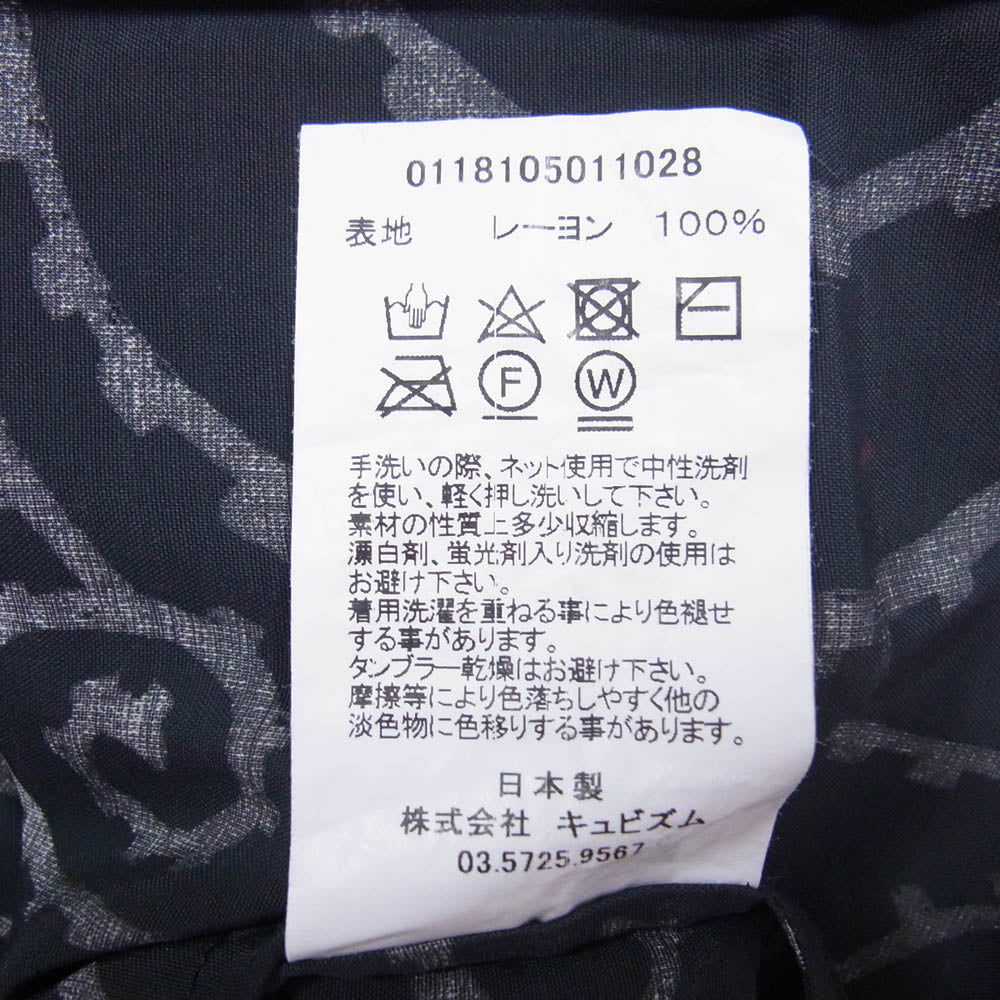 0118105011028
表地 レーヨン 100%
F W
手洗いの際、ネット使用で中性洗剤
を使い、軽く押し洗いして下さい。
素材の性質上多少収縮します。
漂白剤、蛍光剤入り洗剤の使用は
お避け下さい。
着用洗濯を重ねる事により色褪せ
する事があります。
タンブラー乾燥はお避け下さい。
摩擦等により色落ちしやすく他の
淡色物に色移りする事があります。
日本製
株式会社 キュビズム
03.5725.9567